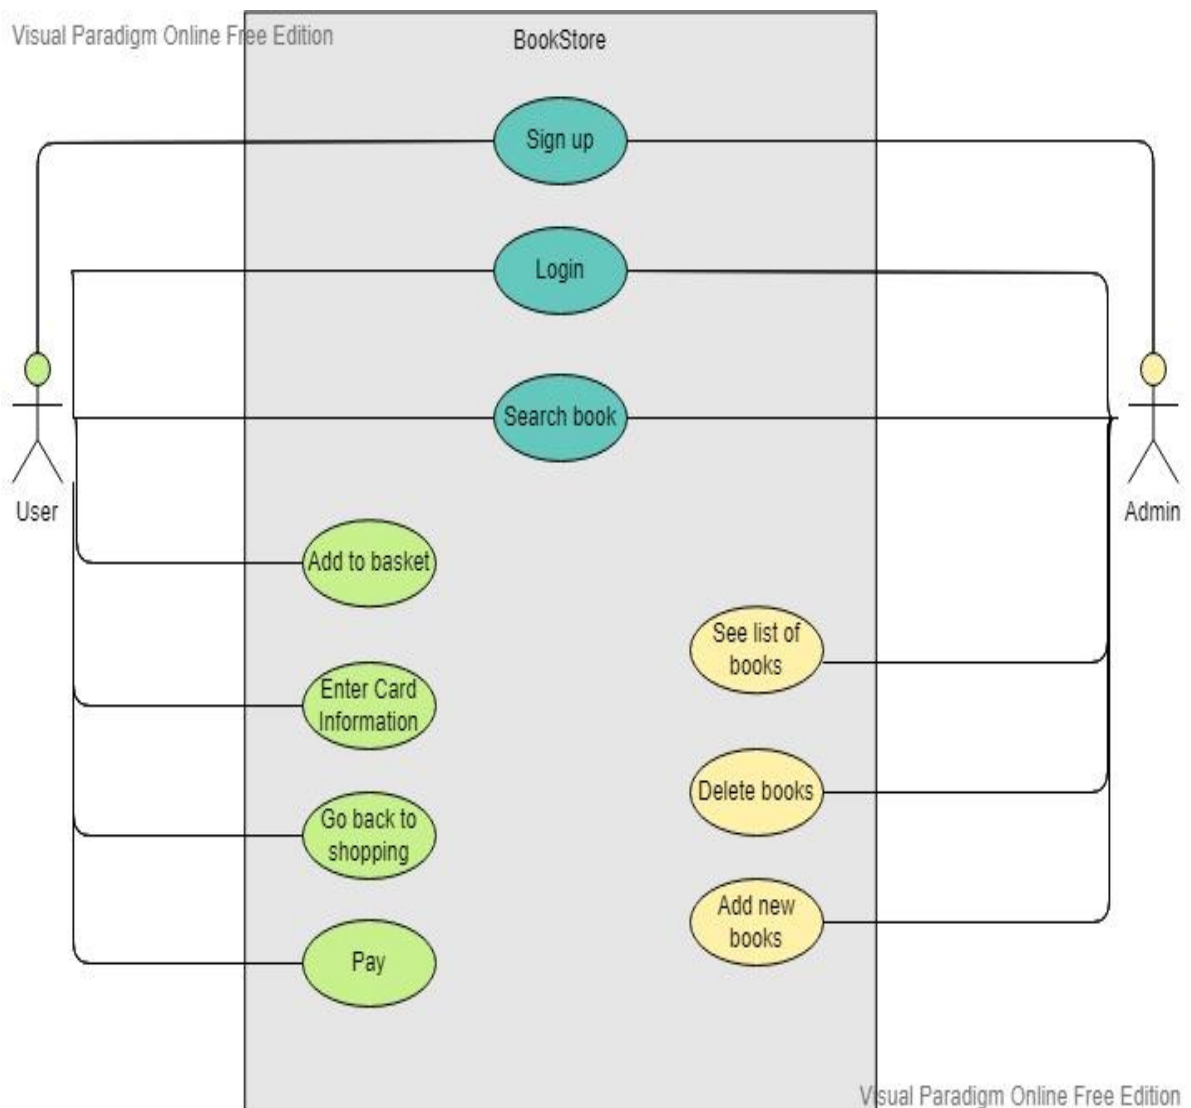 Visual Paradigm Online Free Edition
BookStore
Sign up
Login
Search book
User
Admin
Add to basket
See list of
books
Enter Card
Information
Delete books
Go back to
shopping
Add new
books
Pay
Visual Paradigm Online Free Edition